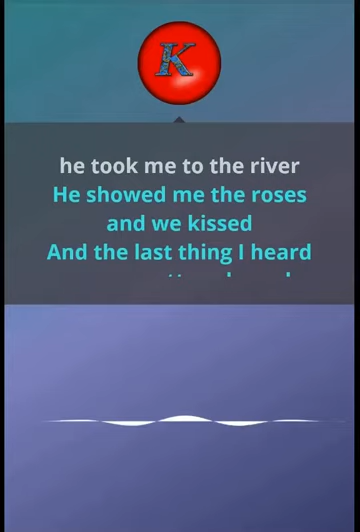 K
he took me to the river
He showed me the roses
and we kissed
And the last thing I heard